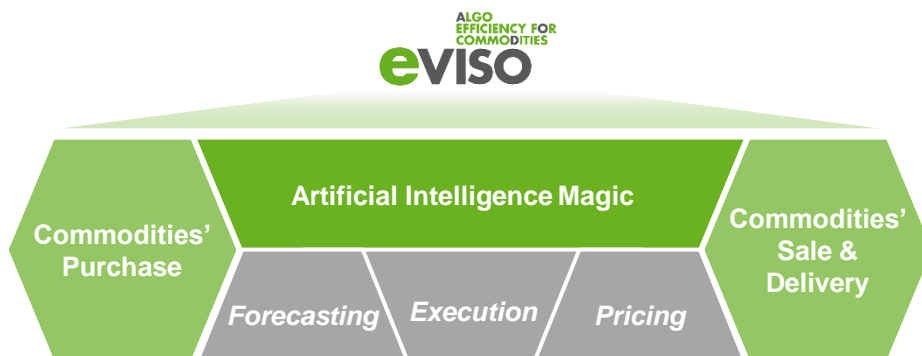 ALGO
EFFICIENCY FOR
COMMODITIES
eVISO
Artificial Intelligence Magic
Commodities’
Purchase
Forecasting
Execution
Pricing
Commodities’
Sale &
Delivery